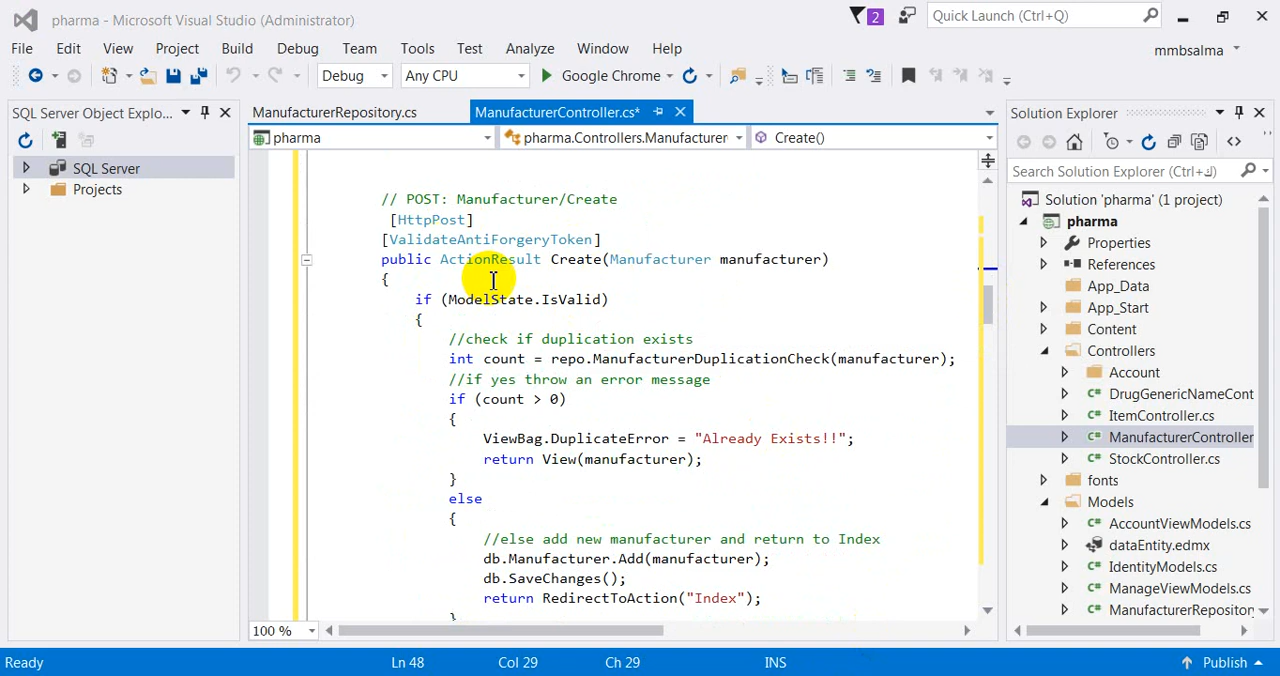 pharma - Microsoft Visual Studio (Administrator)
2
Quick Launch (Ctrl+Q)
File Edit View Project Build Debug Team Tools Test Analyze Window Help
mmbsalma
Debug Any CPU Google Chrome
SQL Server Object Explo...
ManufacturerRepository.cs ManufacturerController.cs*
Solution Explorer
pharma pharma.Controllers.Manufacturer Create()
Search Solution Explorer (Ctrl+ك)
SQL Server
Projects
// POST: Manufacturer/Create
[HttpPost]
[ValidateAntiForgeryToken]
public ActionResult Create(Manufacturer manufacturer)
{
if (ModelState.IsValid)
{
//check if duplication exists
int count = repo.ManufacturerDuplicationCheck(manufacturer);
//if yes throw an error message
if (count > 0)
{
ViewBag.DuplicateError = "Already Exists!!";
return View(manufacturer);
}
else
{
//else add new manufacturer and return to Index
db.Manufacturer.Add(manufacturer);
db.SaveChanges();
return RedirectToAction("Index");
}
Solution 'pharma' (1 project)
pharma
Properties
References
App_Data
App_Start
Content
Controllers
Account
DrugGenericNameCont
ItemController.cs
ManufacturerController
StockController.cs
fonts
Models
AccountViewModels.cs
dataEntity.edmx
IdentityModels.cs
ManageViewModels.cs
ManufacturerRepository
100 %
Ready Ln 48 Col 29 Ch 29 INS Publish